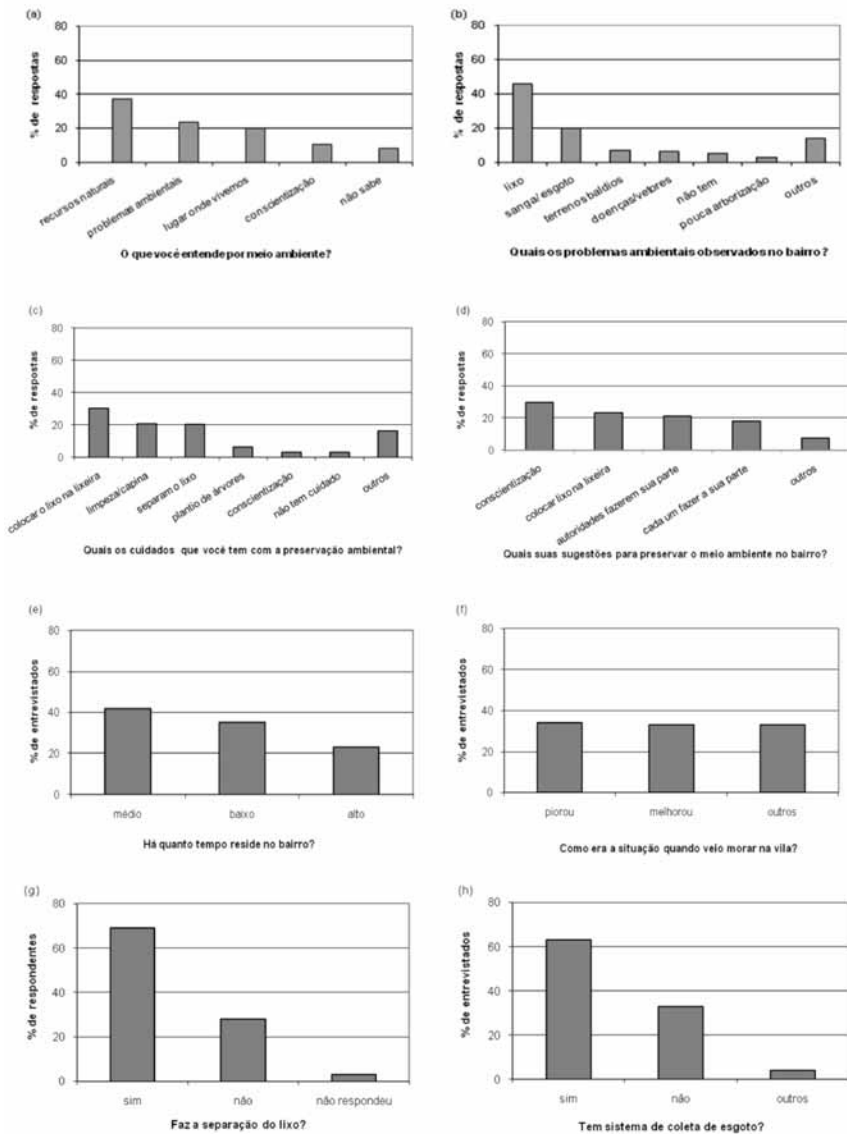 (a)
% de respostas
80
60
40
20
0
recursos naturais
problemas ambientais
lugar onde vivemos
conscientização
não sabe
O que você entende por meio ambiente?
(b)
% de respostas
80
60
40
20
0
lixo
sanga/esgoto
terrenos baldios
doenças/vetores
não tem
pouca arborização
outros
Quais os problemas ambientais observados no bairro?
(c)
% de respostas
80
60
40
20
0
colocar o lixo na lixeira
limpeza/capina
separam o lixo
plantio de árvores
conscientização
não tem cuidado
outros
Quais os cuidados que você tem com a preservação ambiental?
(d)
% de respostas
80
60
40
20
0
conscientização
colocar lixo na lixeira
autoridades fazerem sua parte
cada um fazer a sua parte
outros
Quais suas sugestões para preservar o meio ambiente no bairro?
(e)
% de entrevistados
80
60
40
20
0
médio
baixo
alto
Há quanto tempo reside no bairro?
(f)
% de entrevistados
80
60
40
20
0
piorou
melhorou
outros
Como era a situação quando veio morar na vila?
(g)
% de respondentes
80
60
40
20
0
sim
não
não respondeu
Faz a separação do lixo?
(h)
% de entrevistados
80
60
40
20
0
sim
não
outros
Tem sistema de coleta de esgoto?